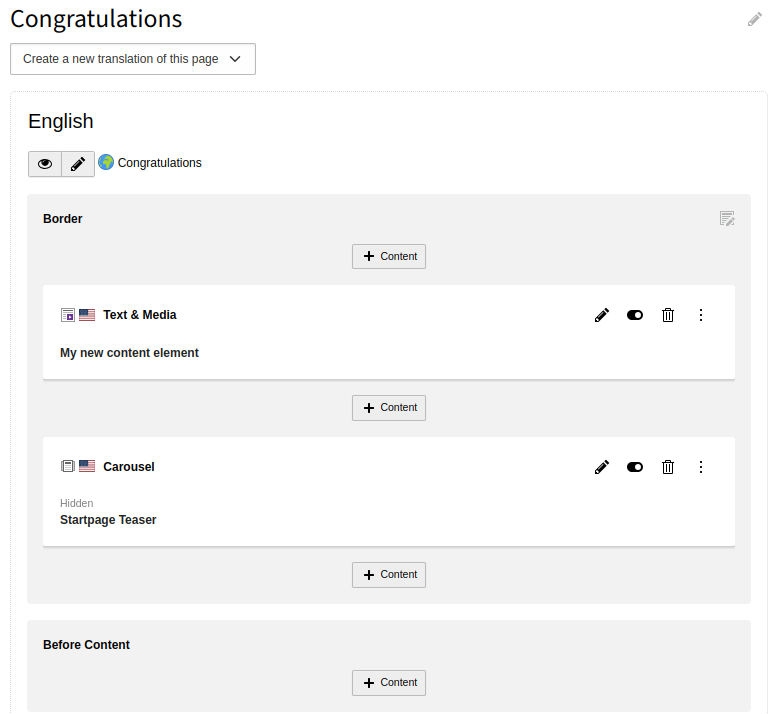 Congratulations
Create a new translation of this page
English
Congratulations
Border
Content
Text & Media
My new content element
Content
Carousel
Hidden
Startpage Teaser
Content
Before Content
Content